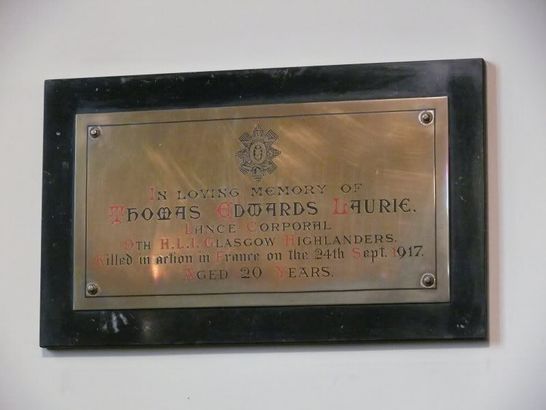 In loving memory of
Thomas Edwards Laurie.
Lance Corporal
9th H.L.I. Glasgow Highlanders.
Killed in action in France on the 24th Sept. 1917.
Aged 20 Years.